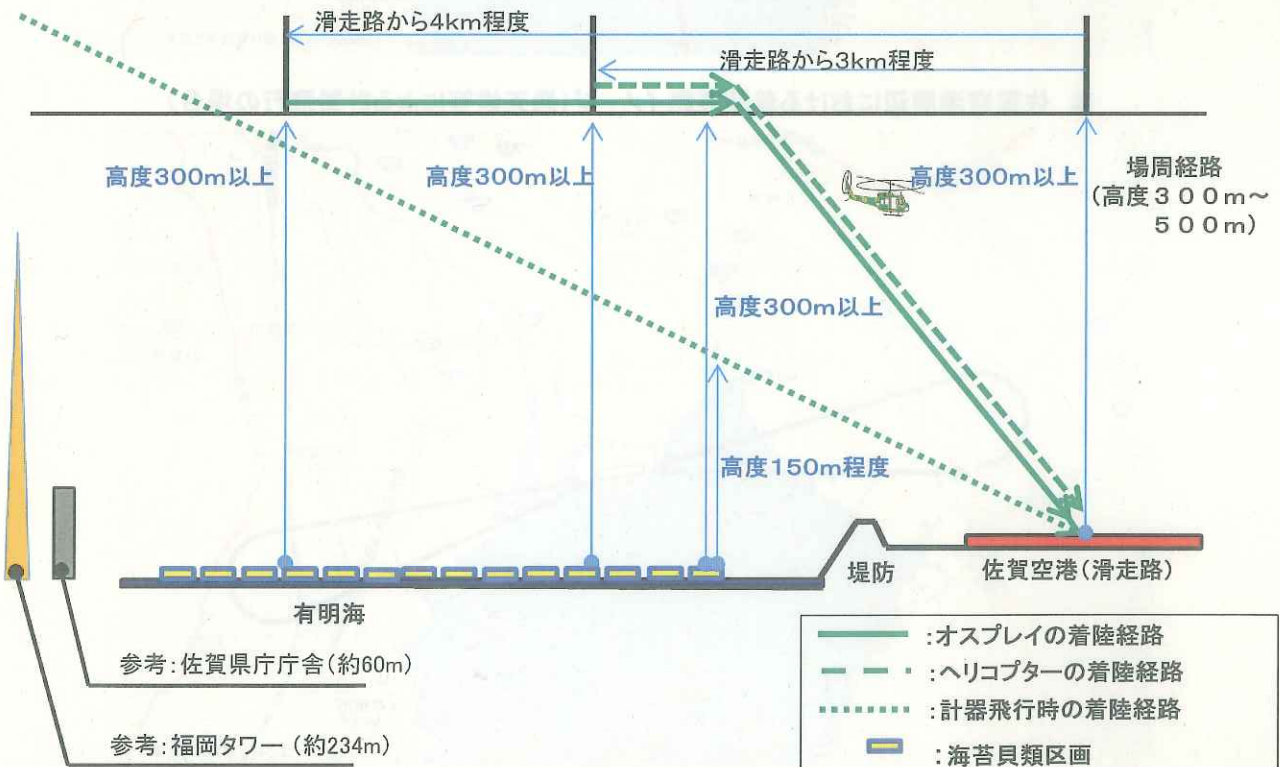 滑走路から4km程度
滑走路から3km程度
高度300m以上
高度300m以上
高度300m以上
場周経路
(高度300m～
500m)
高度300m以上
高度150m程度
堤防
佐賀空港(滑走路)
有明海
参考:佐賀県庁庁舎(約60m)
参考:福岡タワー (約234m)
:オスプレイの着陸経路
:ヘリコプターの着陸経路
:計器飛行時の着陸経路
:海苔貝類区画